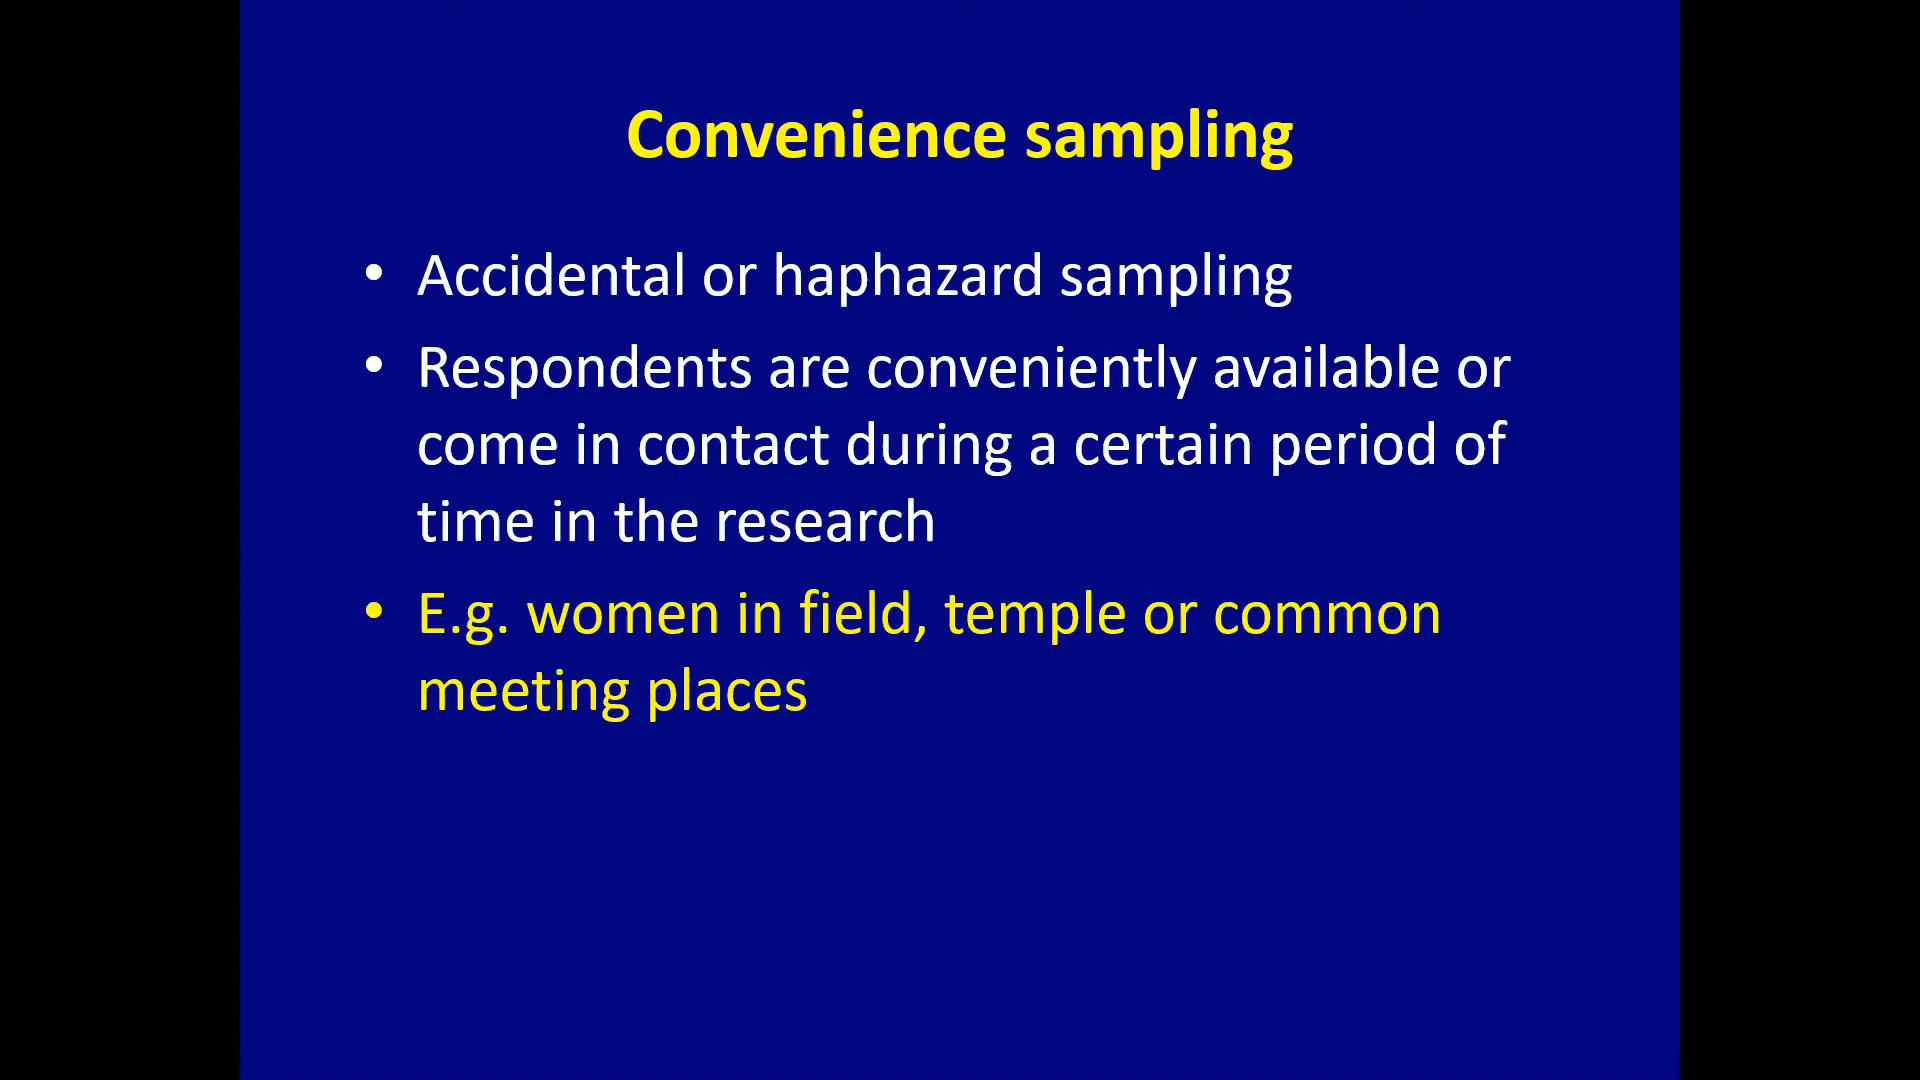 Convenience sampling
• Accidental or haphazard sampling
• Respondents are conveniently available or
come in contact during a certain period of
time in the research
• E.g. women in field, temple or common
meeting places